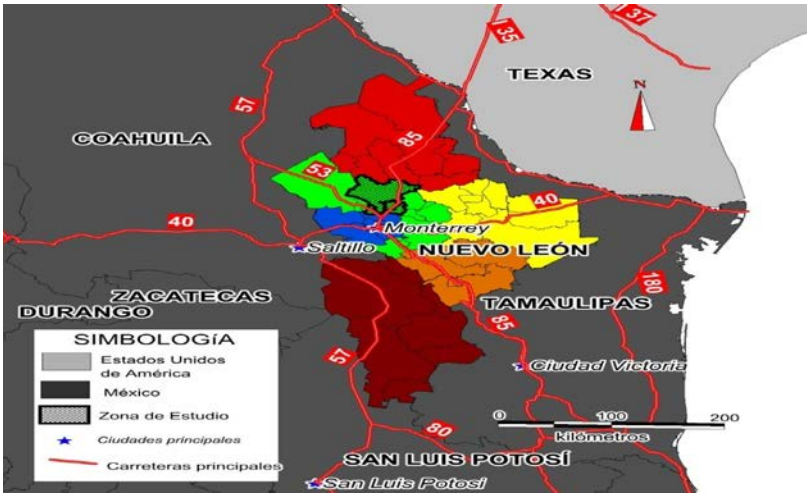 137
35
TEXAS
N
57
COAHUILA
85
53
40
40
Monterrey
Saltillo
NUEVO LEÓN
180
ZACATECAS
TAMAULIPAS
DURANGO
85
SIMBOLOGíA
Estados Unidos
de América
México
Zona de Estudio
Ciudades principales
Carreteras principales
57
Ciudad Victoria
0 100 200
kilómetros
80
SAN LUIS POTOSÍ
San Luis Potosi